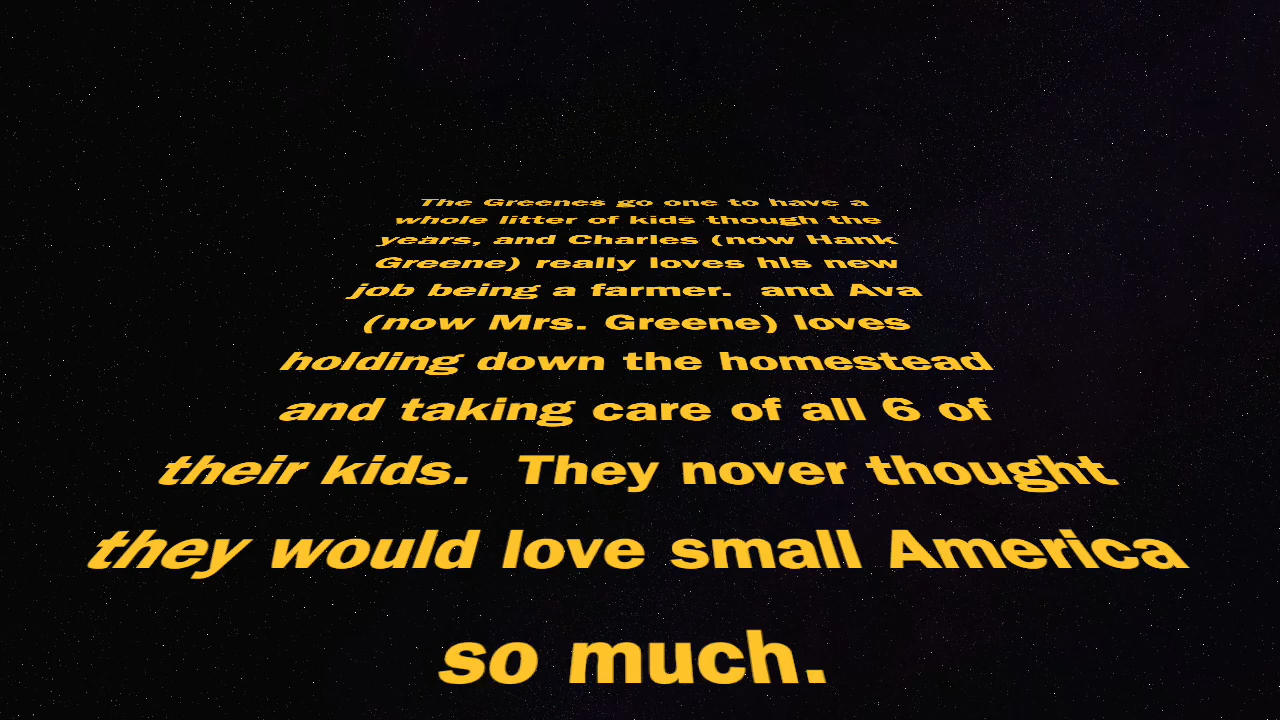 The Greenes go one to have a
whole litter of kids though the
years, and Charles (now Hank
Greene) really loves his new
job being a farmer.  and Ava
(now Mrs. Greene) loves
holding down the homestead
and taking care of all 6 of
their kids.  They nover thought
they would love small America
so much.